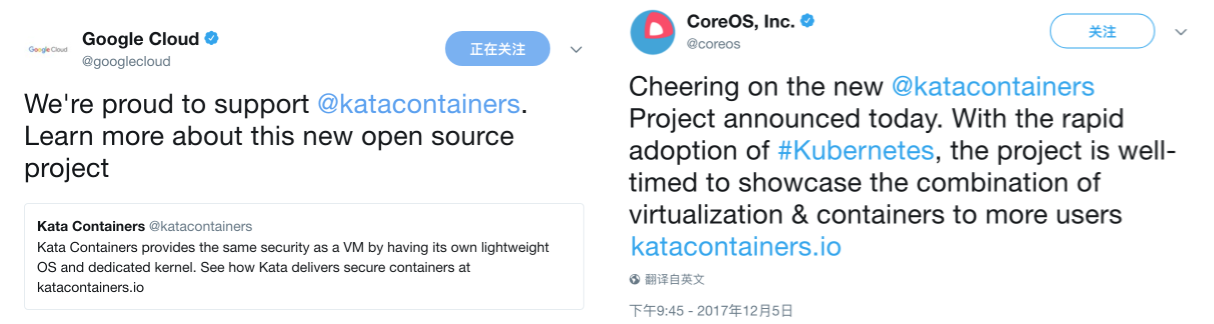 Google Cloud
Google Cloud
@googlecloud
正在关注
We're proud to support @katacontainers.
Learn more about this new open source
project
Kata Containers @katacontainers
Kata Containers provides the same security as a VM by having its own lightweight
OS and dedicated kernel. See how Kata delivers secure containers at
katacontainers.io
CoreOS, Inc.
@coreos
关注
Cheering on the new @katacontainers
Project announced today. With the rapid
adoption of #Kubernetes, the project is well-
timed to showcase the combination of
virtualization & containers to more users
katacontainers.io
翻译自英文
下午9:45 - 2017年12月5日